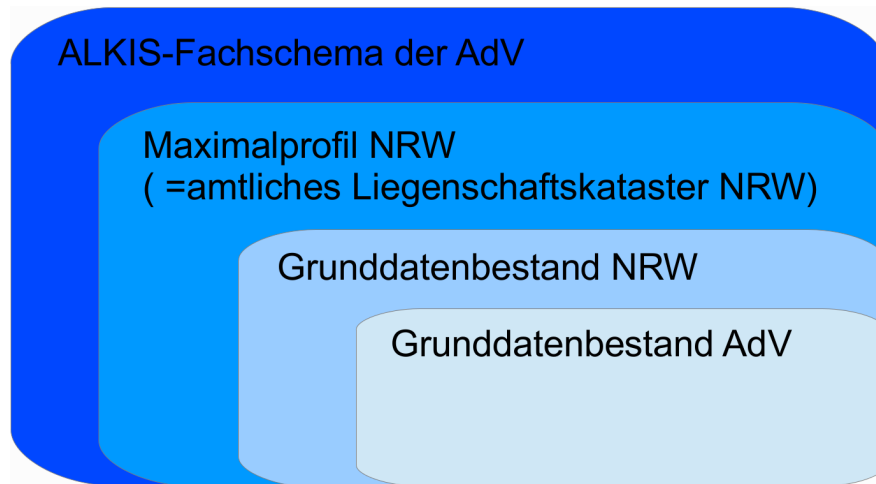 ALKIS-Fachschema der AdV
Maximalprofil NRW
( =amtliches Liegenschaftskataster NRW)
Grunddatenbestand NRW
Grunddatenbestand AdV